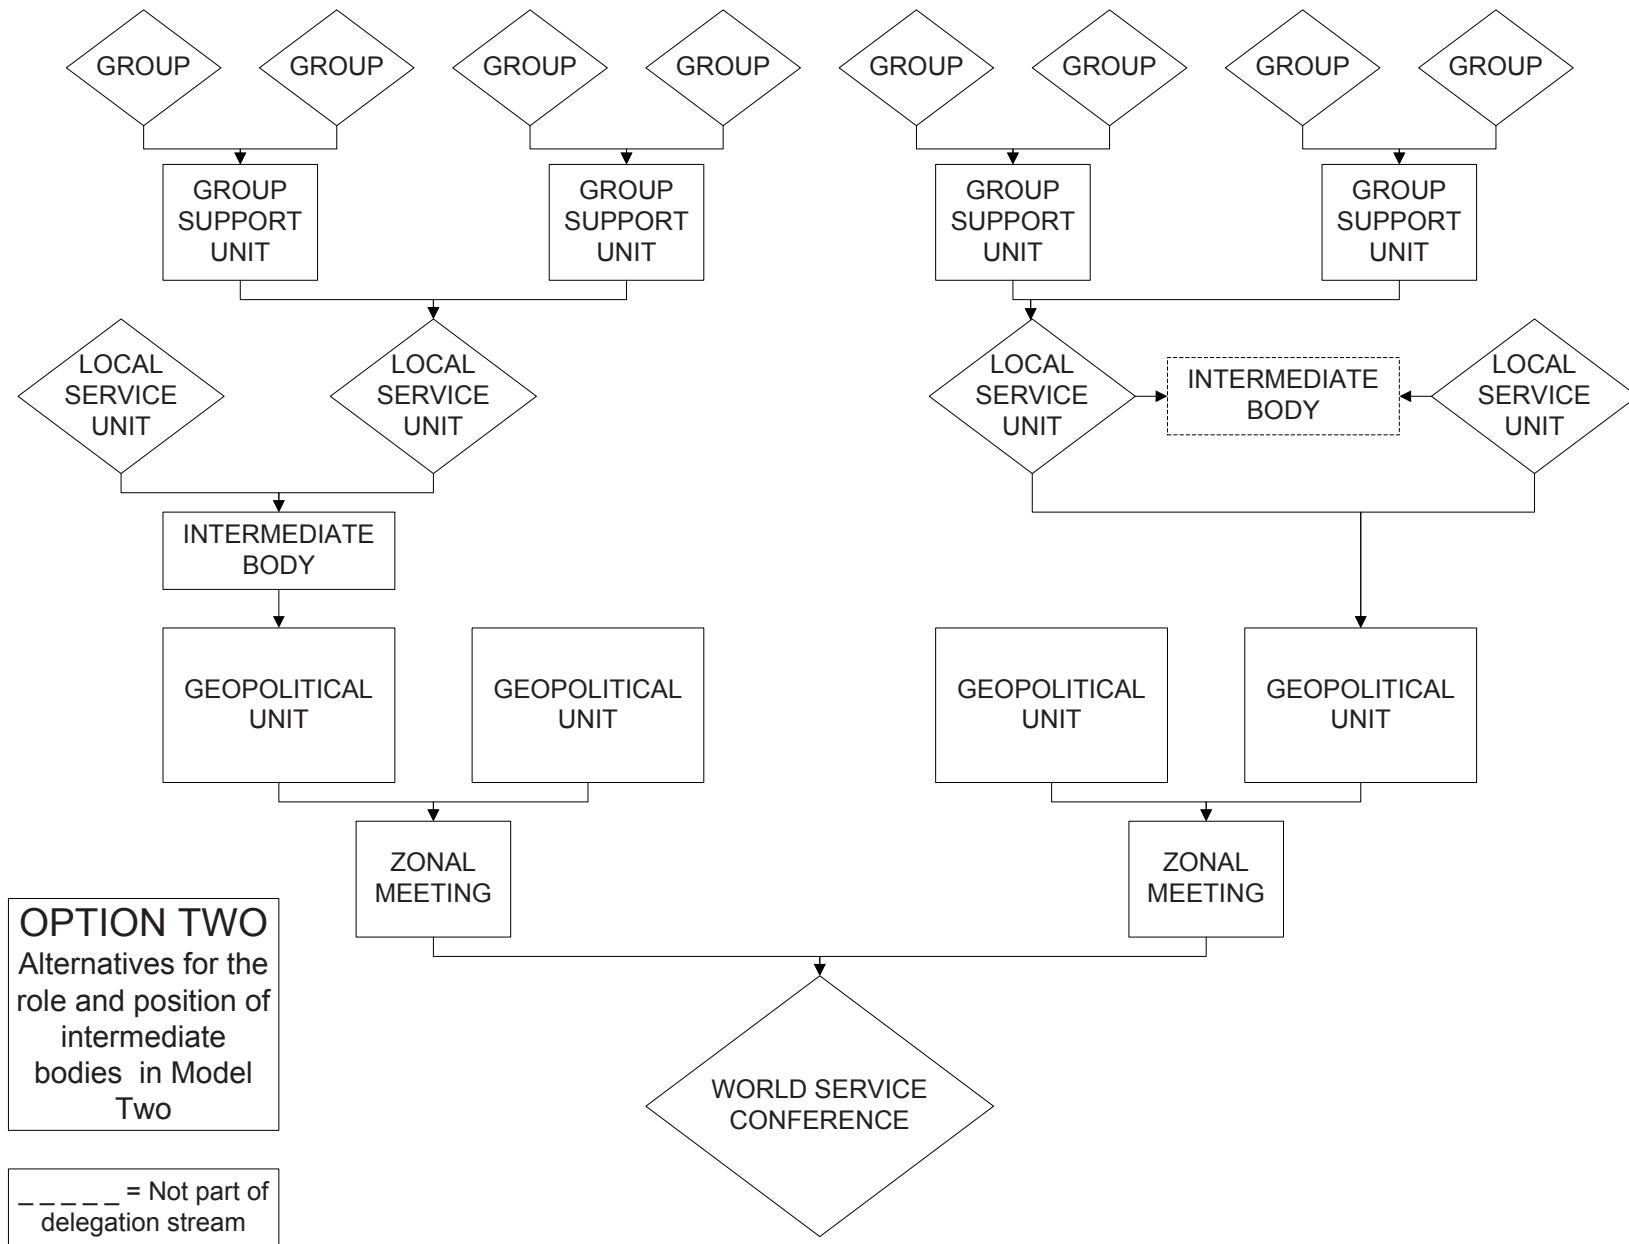 GROUP
GROUP
GROUP
GROUP
GROUP
GROUP
GROUP
GROUP
GROUP
SUPPORT
UNIT
GROUP
SUPPORT
UNIT
GROUP
SUPPORT
UNIT
GROUP
SUPPORT
UNIT
LOCAL
SERVICE
UNIT
LOCAL
SERVICE
UNIT
LOCAL
SERVICE
UNIT
INTERMEDIATE
BODY
LOCAL
SERVICE
UNIT
INTERMEDIATE
BODY
GEOPOLITICAL
UNIT
GEOPOLITICAL
UNIT
GEOPOLITICAL
UNIT
GEOPOLITICAL
UNIT
ZONAL
MEETING
ZONAL
MEETING
OPTION TWO
Alternatives for the
role and position of
intermediate
bodies in Model
Two
WORLD SERVICE
CONFERENCE
_ _ _ _ _ = Not part of
delegation stream